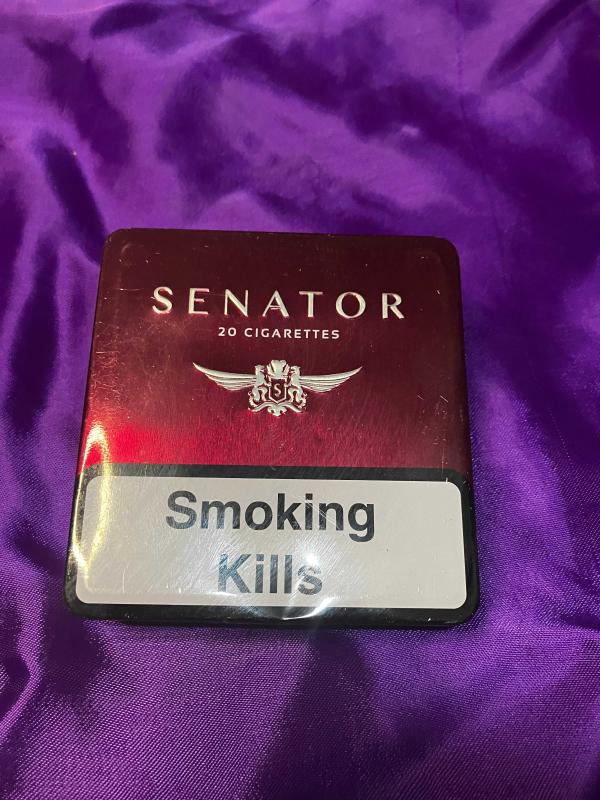 SENATOR
20 CIGARETTES
S
Smoking
Kills